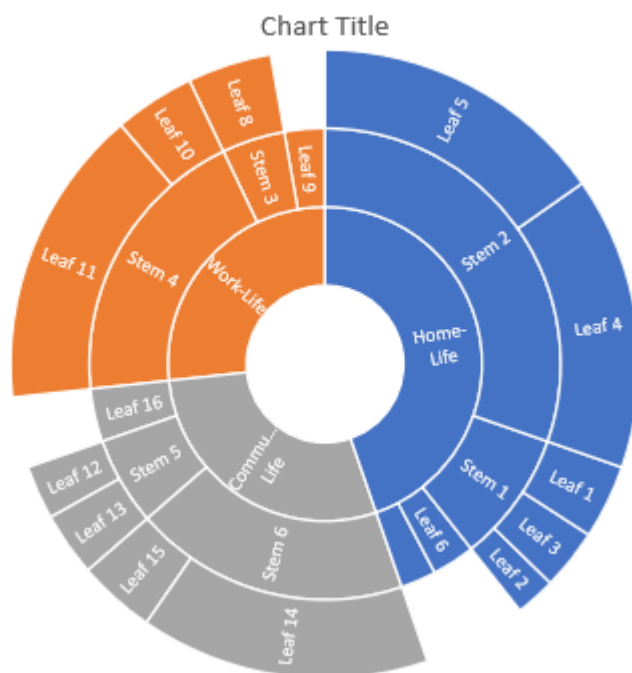 Chart Title
Leaf 5
Leaf 8
Leaf 10
Stem 3
Leaf 9
Stem 2
Leaf 11
Stem 4
Work-Life
Home-
Life
Leaf 4
Leaf 16
Commu...
Life
Leaf 12
Stem 5
Stem 1
Leaf 1
Leaf 13
Leaf 6
Leaf 3
Leaf 15
Stem 6
Leaf 2
Leaf 14